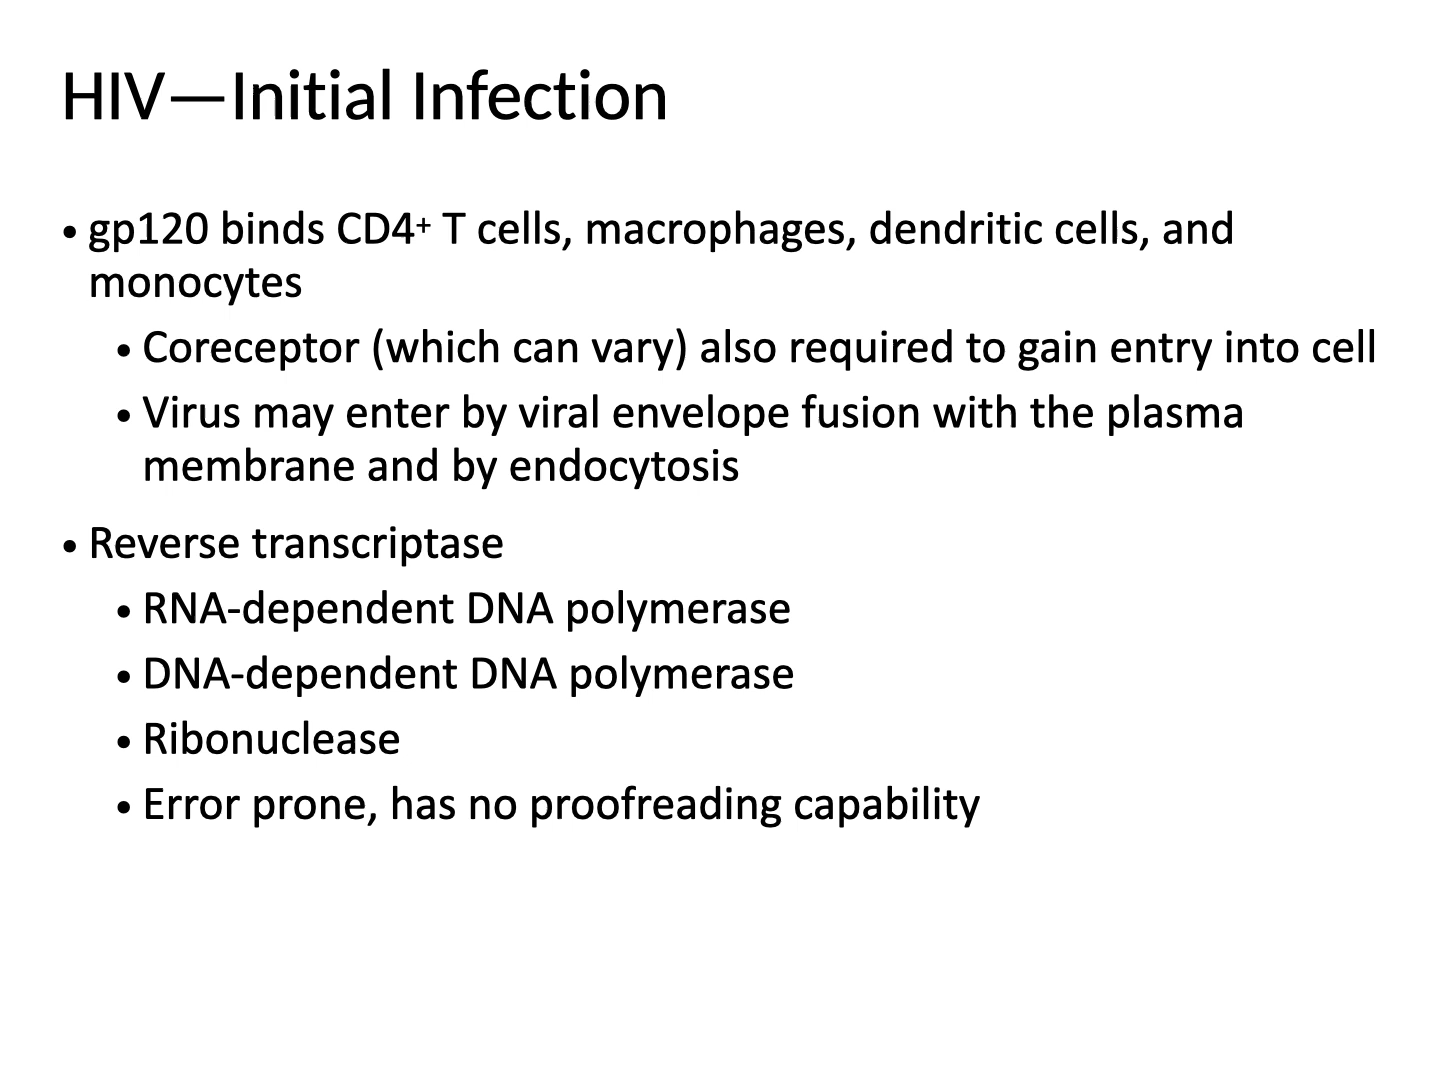 HIV—Initial Infection
• gp120 binds CD4⁺ T cells, macrophages, dendritic cells, and
monocytes
• Coreceptor (which can vary) also required to gain entry into cell
• Virus may enter by viral envelope fusion with the plasma
membrane and by endocytosis
• Reverse transcriptase
• RNA-dependent DNA polymerase
• DNA-dependent DNA polymerase
• Ribonuclease
• Error prone, has no proofreading capability